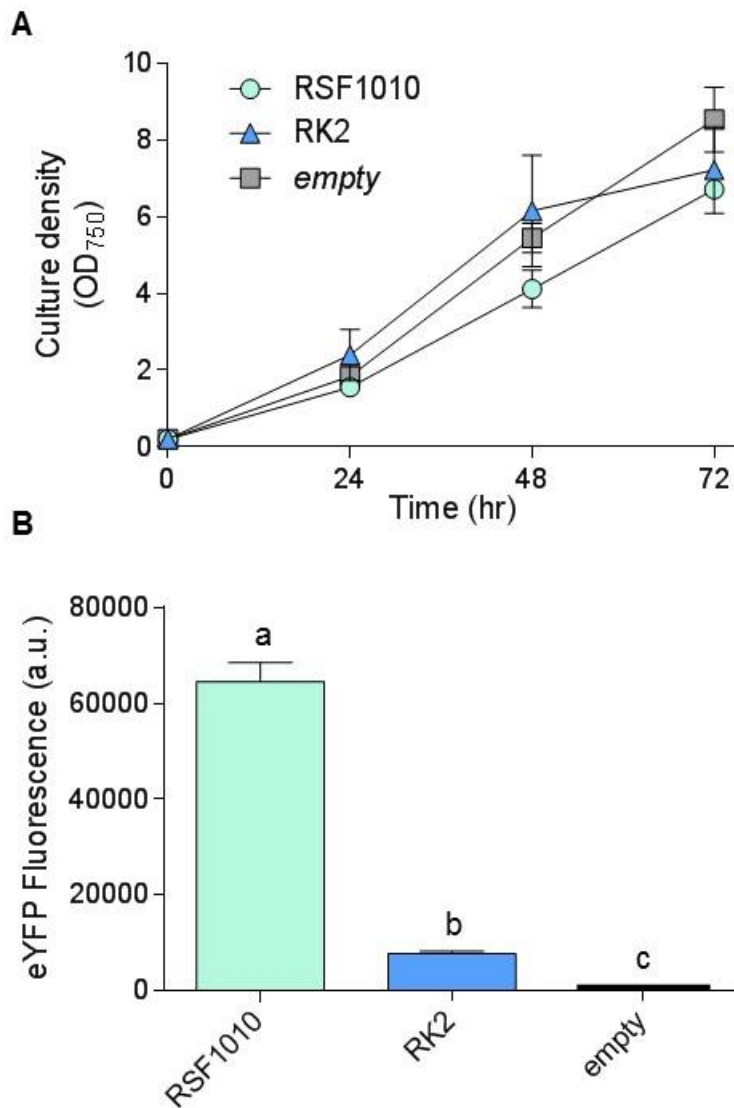 A
10
8
6
4
2
0
Culture density
(OD750)
RSF1010
RK2
empty
0 24 48 72
Time (hr)
B
80000
60000
40000
20000
0
eYFP Fluorescence (a.u.)
a
b
c
RSF1010 RK2 empty